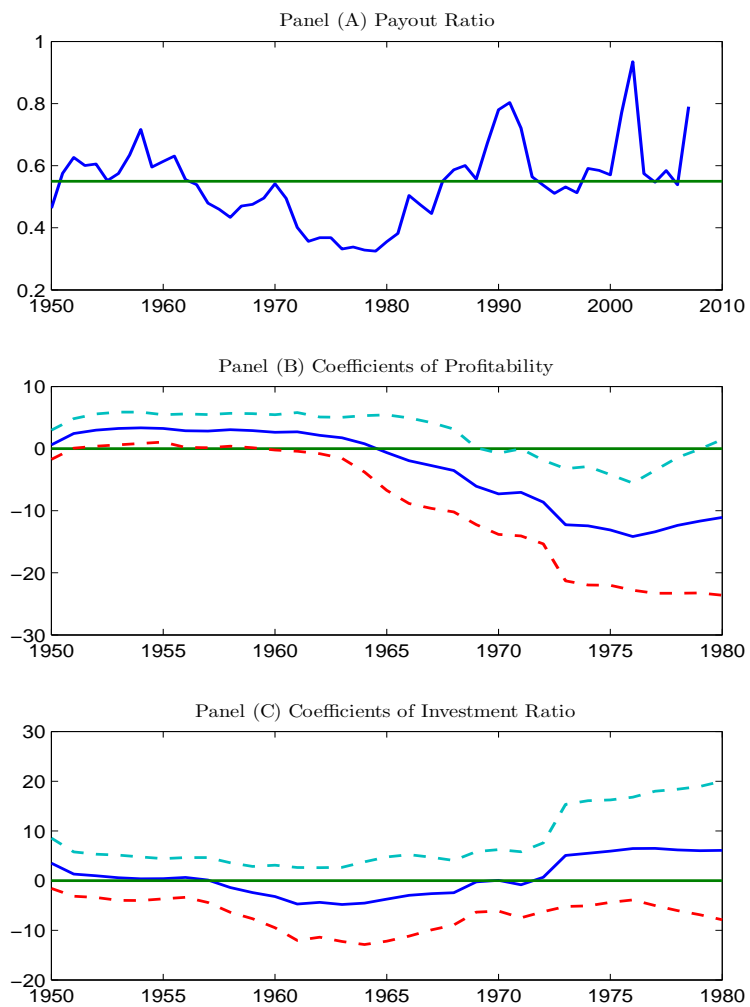 Panel (A) Payout Ratio
1
0.8
0.6
0.4
0.2
1950 1960 1970 1980 1990 2000 2010
Panel (B) Coefficients of Profitability
10
0
−10
−20
−30
1950 1955 1960 1965 1970 1975 1980
Panel (C) Coefficients of Investment Ratio
30
20
10
0
−10
−20
1950 1955 1960 1965 1970 1975 1980